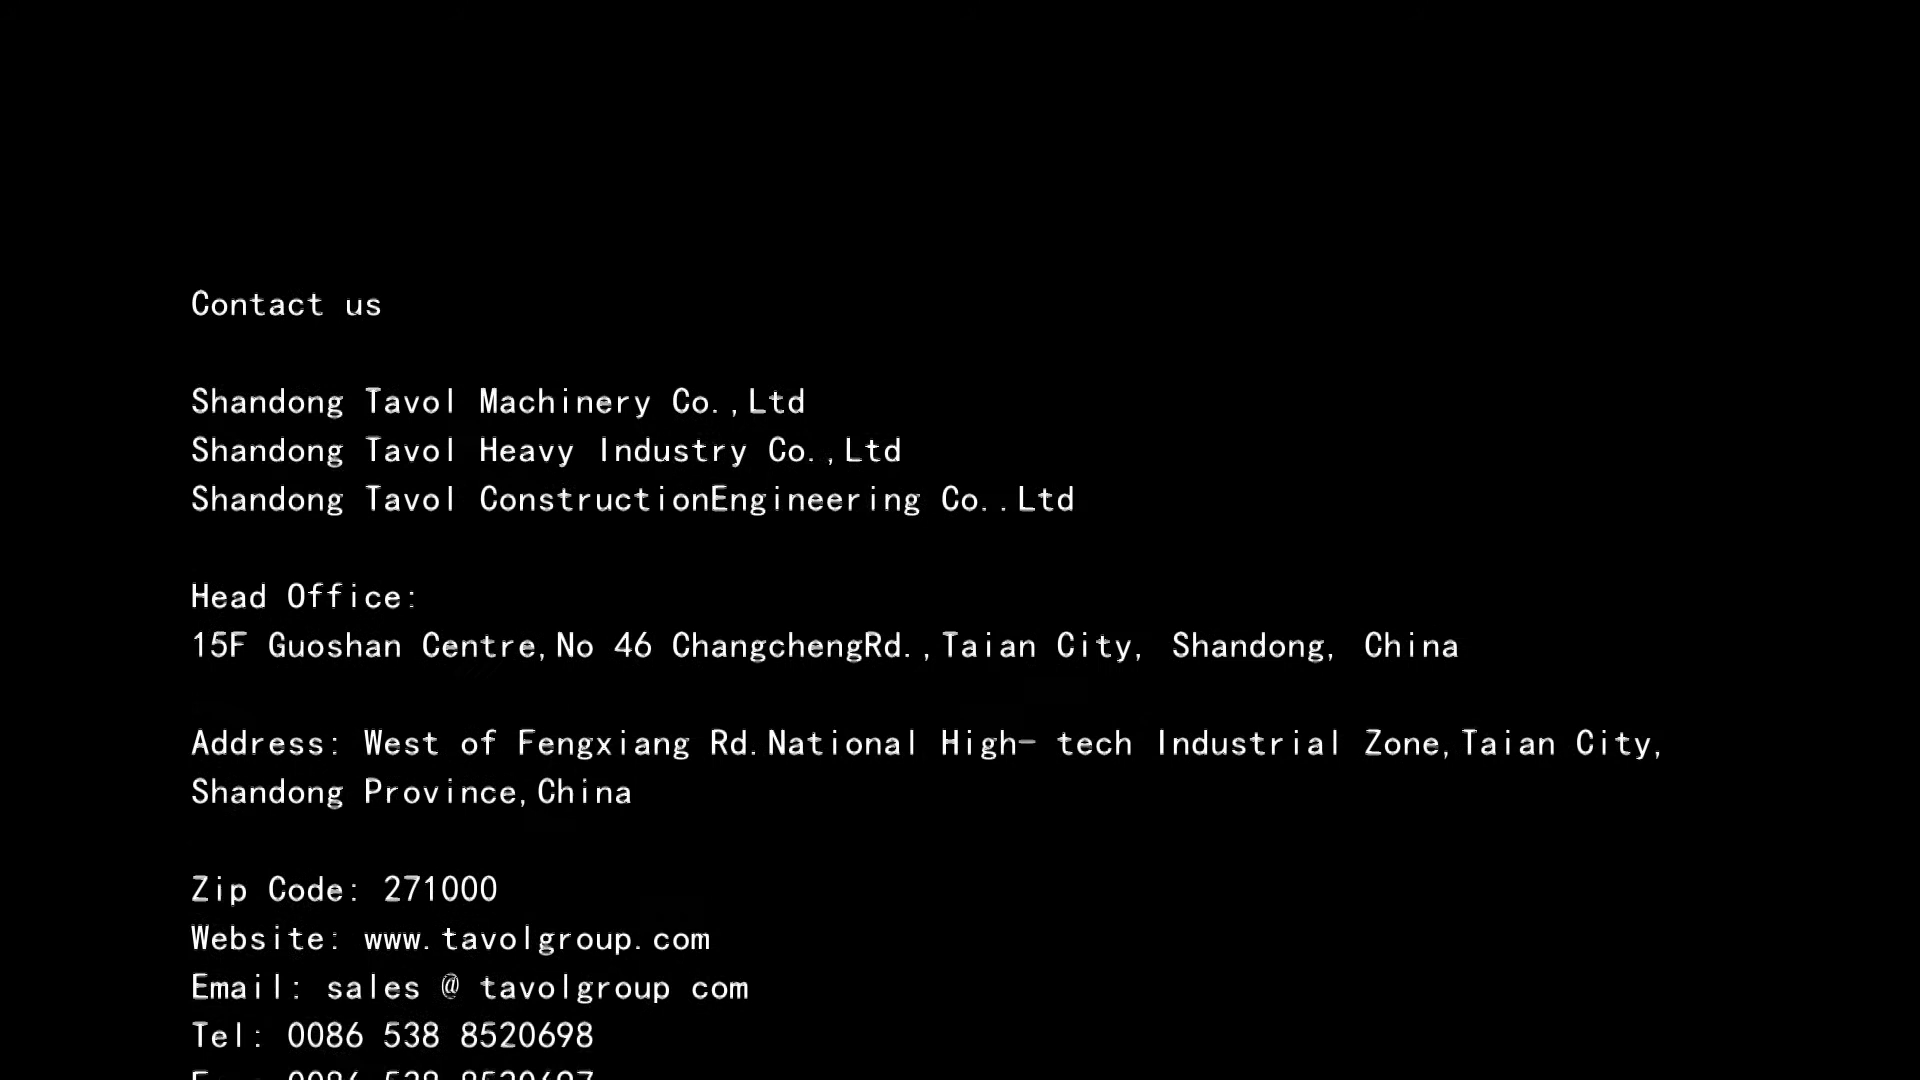 Contact us
Shandong Tavol Machinery Co.,Ltd
Shandong Tavol Heavy Industry Co.,Ltd
Shandong Tavol ConstructionEngineering Co..Ltd
Head Office:
15F Guoshan Centre,No 46 ChangchengRd.,Taian City, Shandong, China
Address: West of Fengxiang Rd.National High- tech Industrial Zone,Taian City,
Shandong Province,China
Zip Code: 271000
Website: www.tavolgroup.com
Email: sales @ tavolgroup com
Tel: 0086 538 8520698